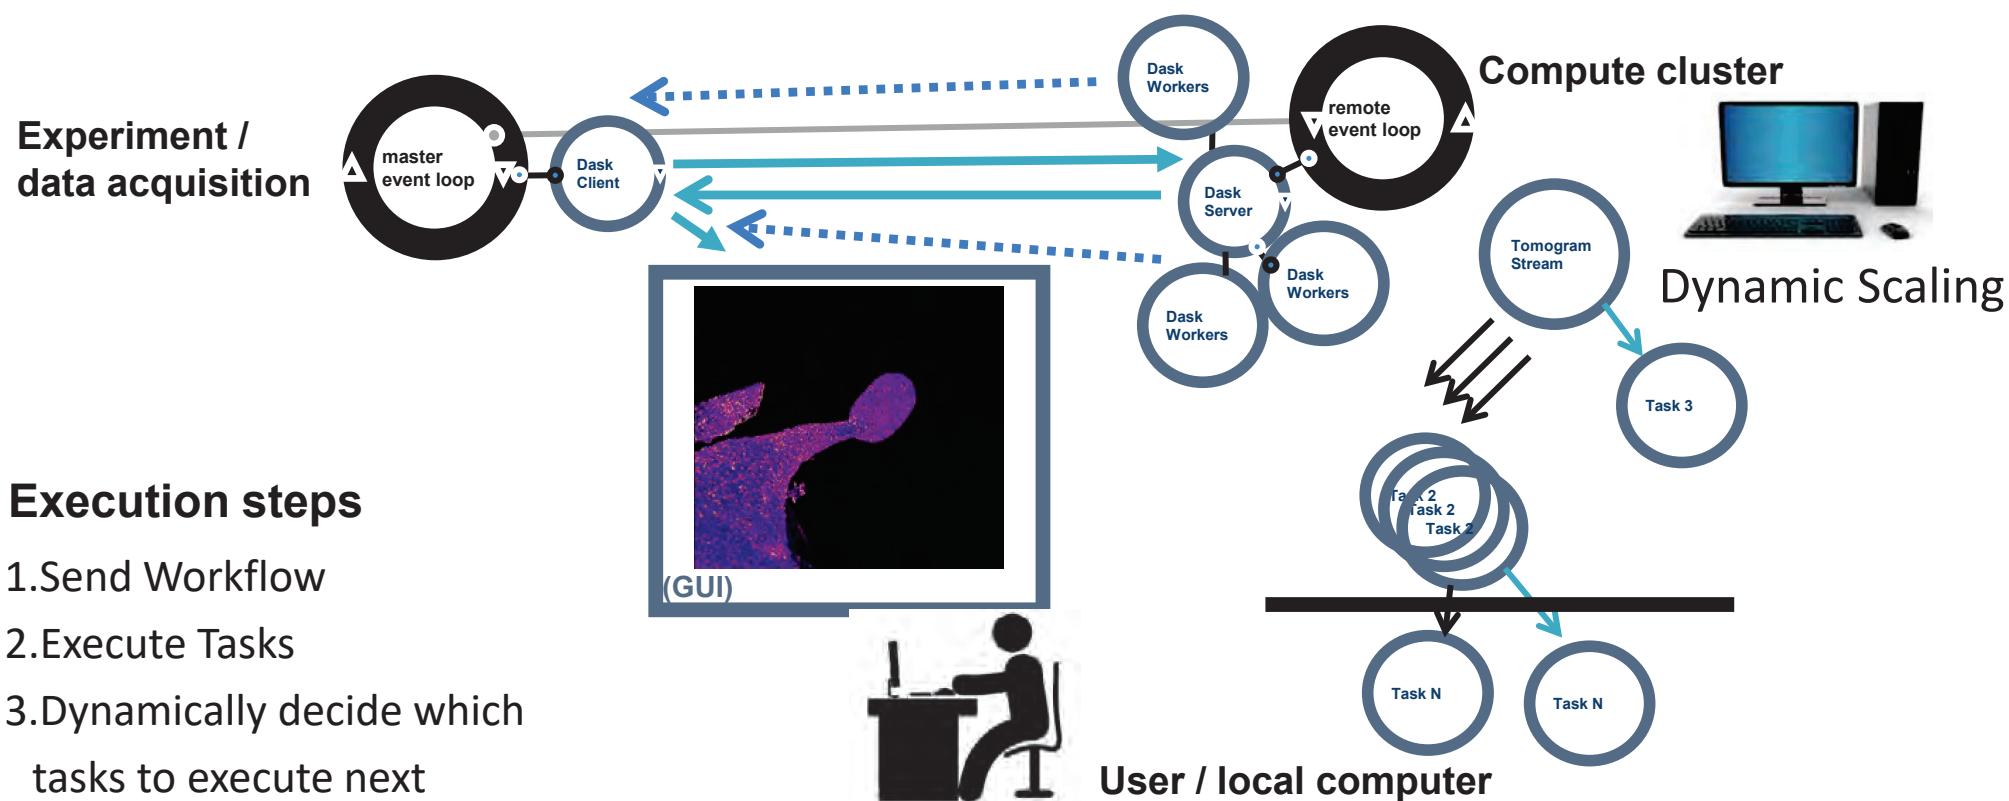 Experiment /
data acquisition
master
event loop
Dask
Client
Dask
Workers
Dask
Server
Dask
Workers
Dask
Workers
remote
event loop
Compute cluster
Tomogram
Stream
Dynamic Scaling
Task 3
Task 2
Task 2
Task 2
Task N
Task N
(GUI)
Execution steps
1.Send Workflow
2.Execute Tasks
3.Dynamically decide which
tasks to execute next
User / local computer